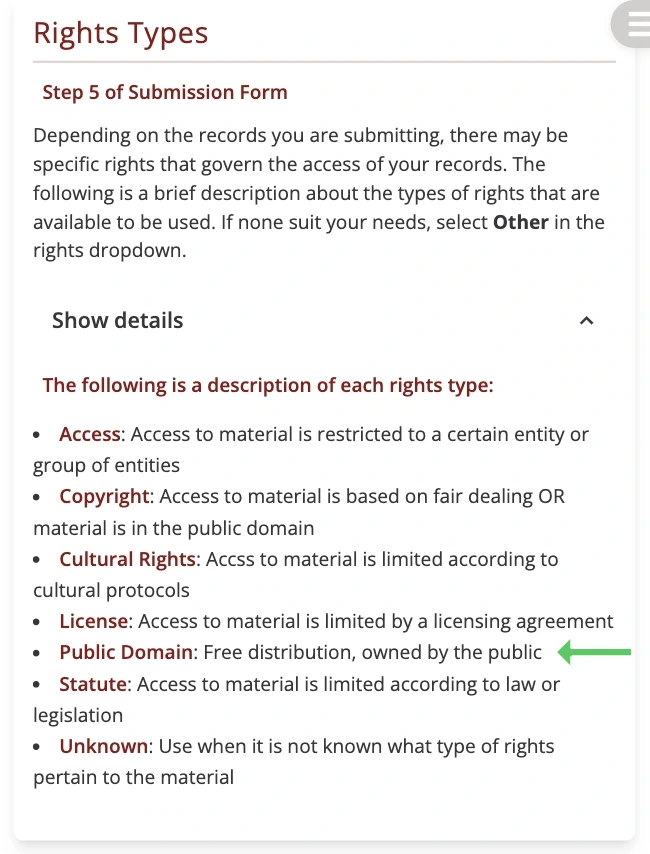 Rights Types
Step 5 of Submission Form
Depending on the records you are submitting, there may be
specific rights that govern the access of your records. The
following is a brief description about the types of rights that are
available to be used. If none suit your needs, select Other in the
rights dropdown.
Show details
The following is a description of each rights type:
• Access: Access to material is restricted to a certain entity or
group of entities
• Copyright: Access to material is based on fair dealing OR
material is in the public domain
• Cultural Rights: Accss to material is limited according to
cultural protocols
• License: Access to material is limited by a licensing agreement
• Public Domain: Free distribution, owned by the public
• Statute: Access to material is limited according to law or
legislation
• Unknown: Use when it is not known what type of rights
pertain to the material